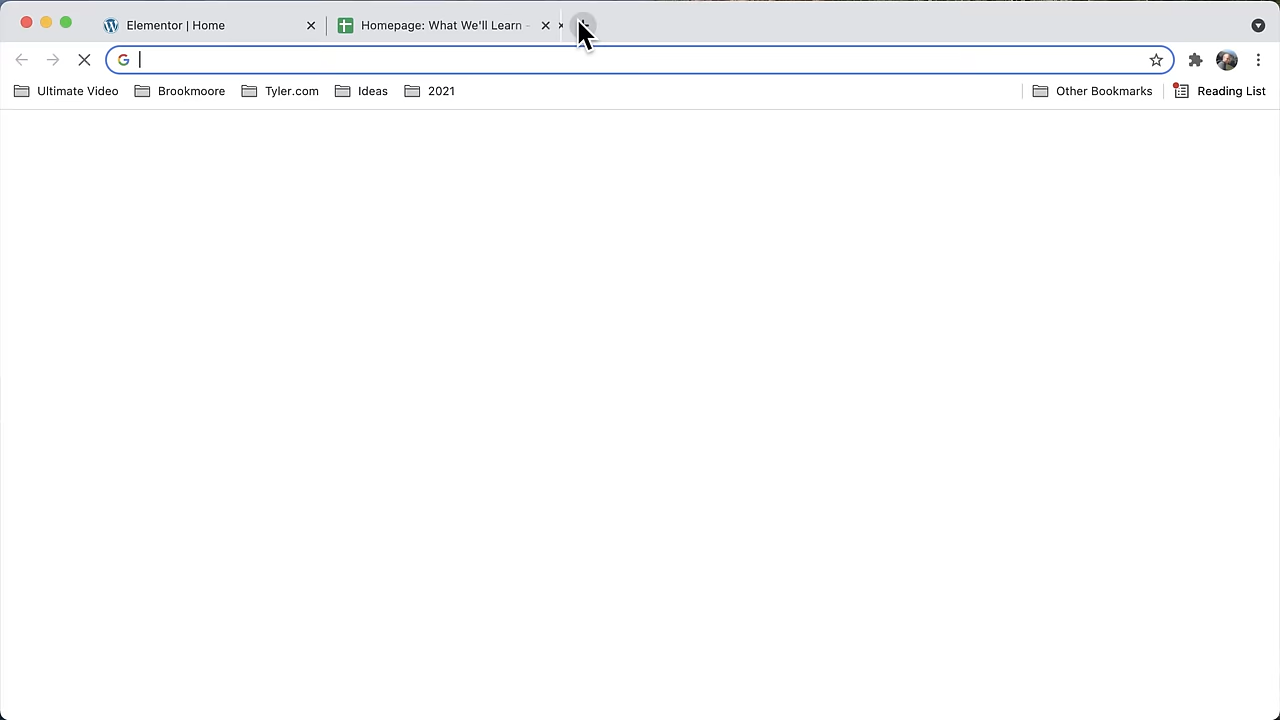 Elementor | Home
Homepage: What We'll Learn -
Ultimate Video
Brookmoore
Tyler.com
Ideas
2021
Other Bookmarks
Reading List